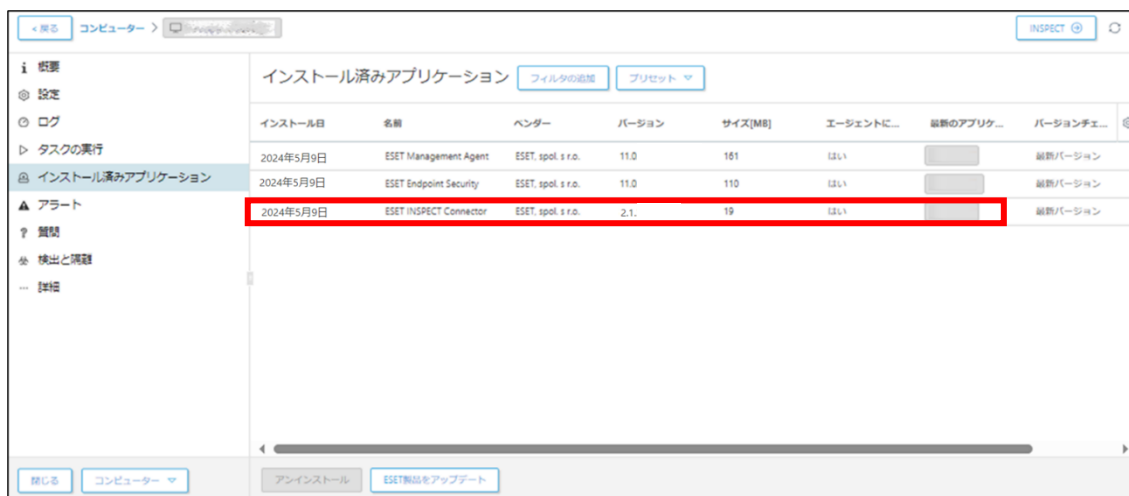 <戻る コンピューター > INSPECT
概要
設定
ログ
タスクの実行
インストール済みアプリケーション
アラート
質問
検出と隔離
詳細
インストール済みアプリケーション フィルタの追加 プリセット
インストール日 名前 ベンダー バージョン サイズ[MB] エージェントに... 最新のアプリケ... バージョンチェ...
2024年5月9日 ESET Management Agent ESET, spol. s r.o. 11.0 161 はい 最新バージョン
2024年5月9日 ESET Endpoint Security ESET, spol. s r.o. 11.0 110 はい 最新バージョン
2024年5月9日 ESET INSPECT Connector ESET, spol. s r.o. 2.1. 19 はい 最新バージョン
閉じる コンピューター アンインストール ESET製品をアップデート